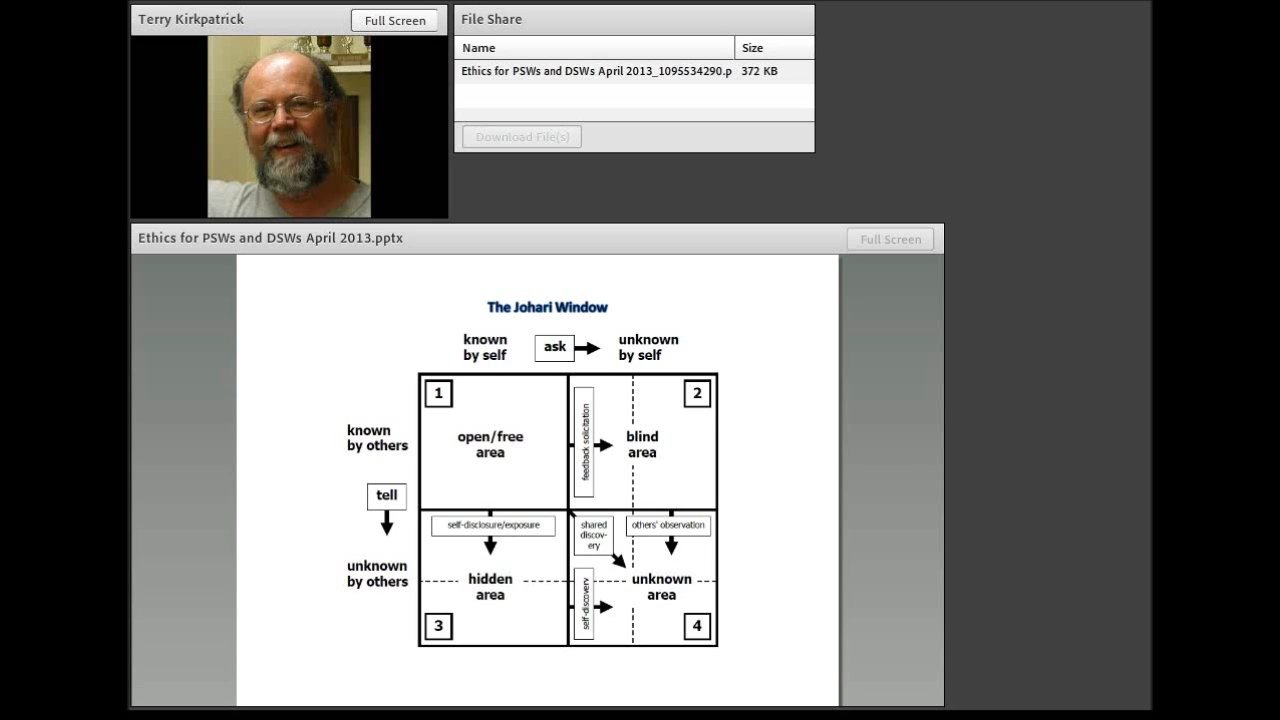 Terry Kirkpatrick
Full Screen
File Share
Name
Size
Ethics for PSWs and DSWs April 2013_1095534290.p
372 KB
Download File(s)
Ethics for PSWs and DSWs April 2013.pptx
Full Screen
The Johari Window
known
by self
ask
unknown
by self
1
2
known
by others
open/free
area
feedback solicitation
blind
area
tell
self-disclosure/exposure
shared
discov-
ery
others' observation
unknown
by others
hidden
area
self-discovery
unknown
area
3
4